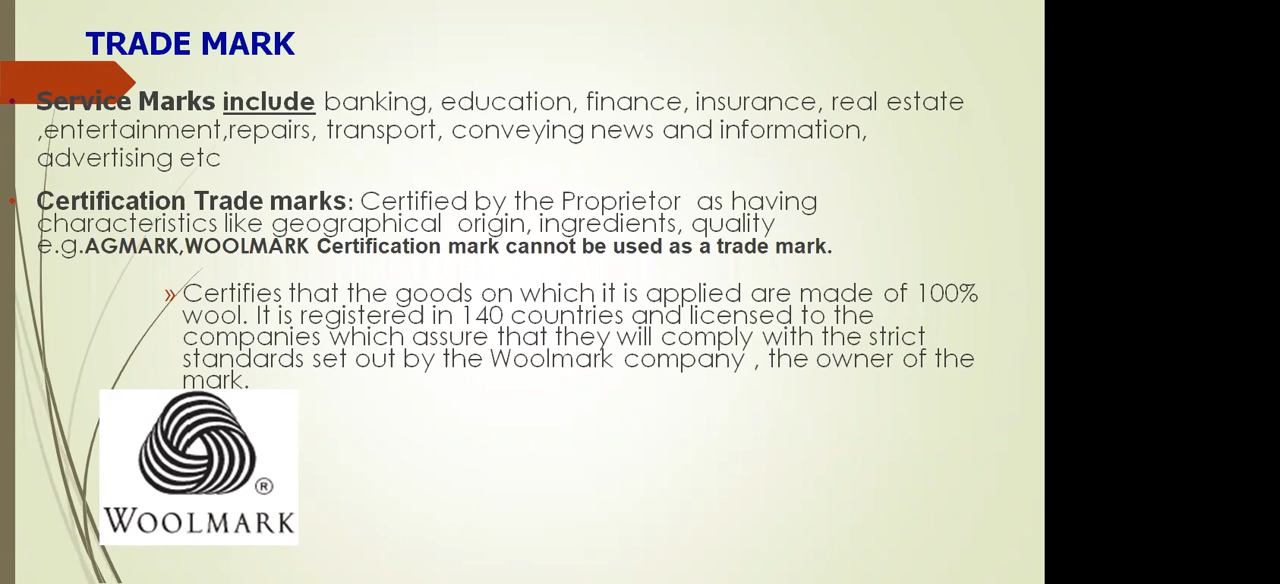 TRADE MARK
• Service Marks include banking, education, finance, insurance, real estate
,entertainment,repairs, transport, conveying news and information,
advertising etc
• Certification Trade marks: Certified by the Proprietor as having
characteristics like geographical origin, ingredients, quality
e.g.AGMARK,WOOLMARK Certification mark cannot be used as a trade mark.
» Certifies that the goods on which it is applied are made of 100%
wool. It is registered in 140 countries and licensed to the
companies which assure that they will comply with the strict
standards set out by the Woolmark company , the owner of the
mark.
®
WOOLMARK